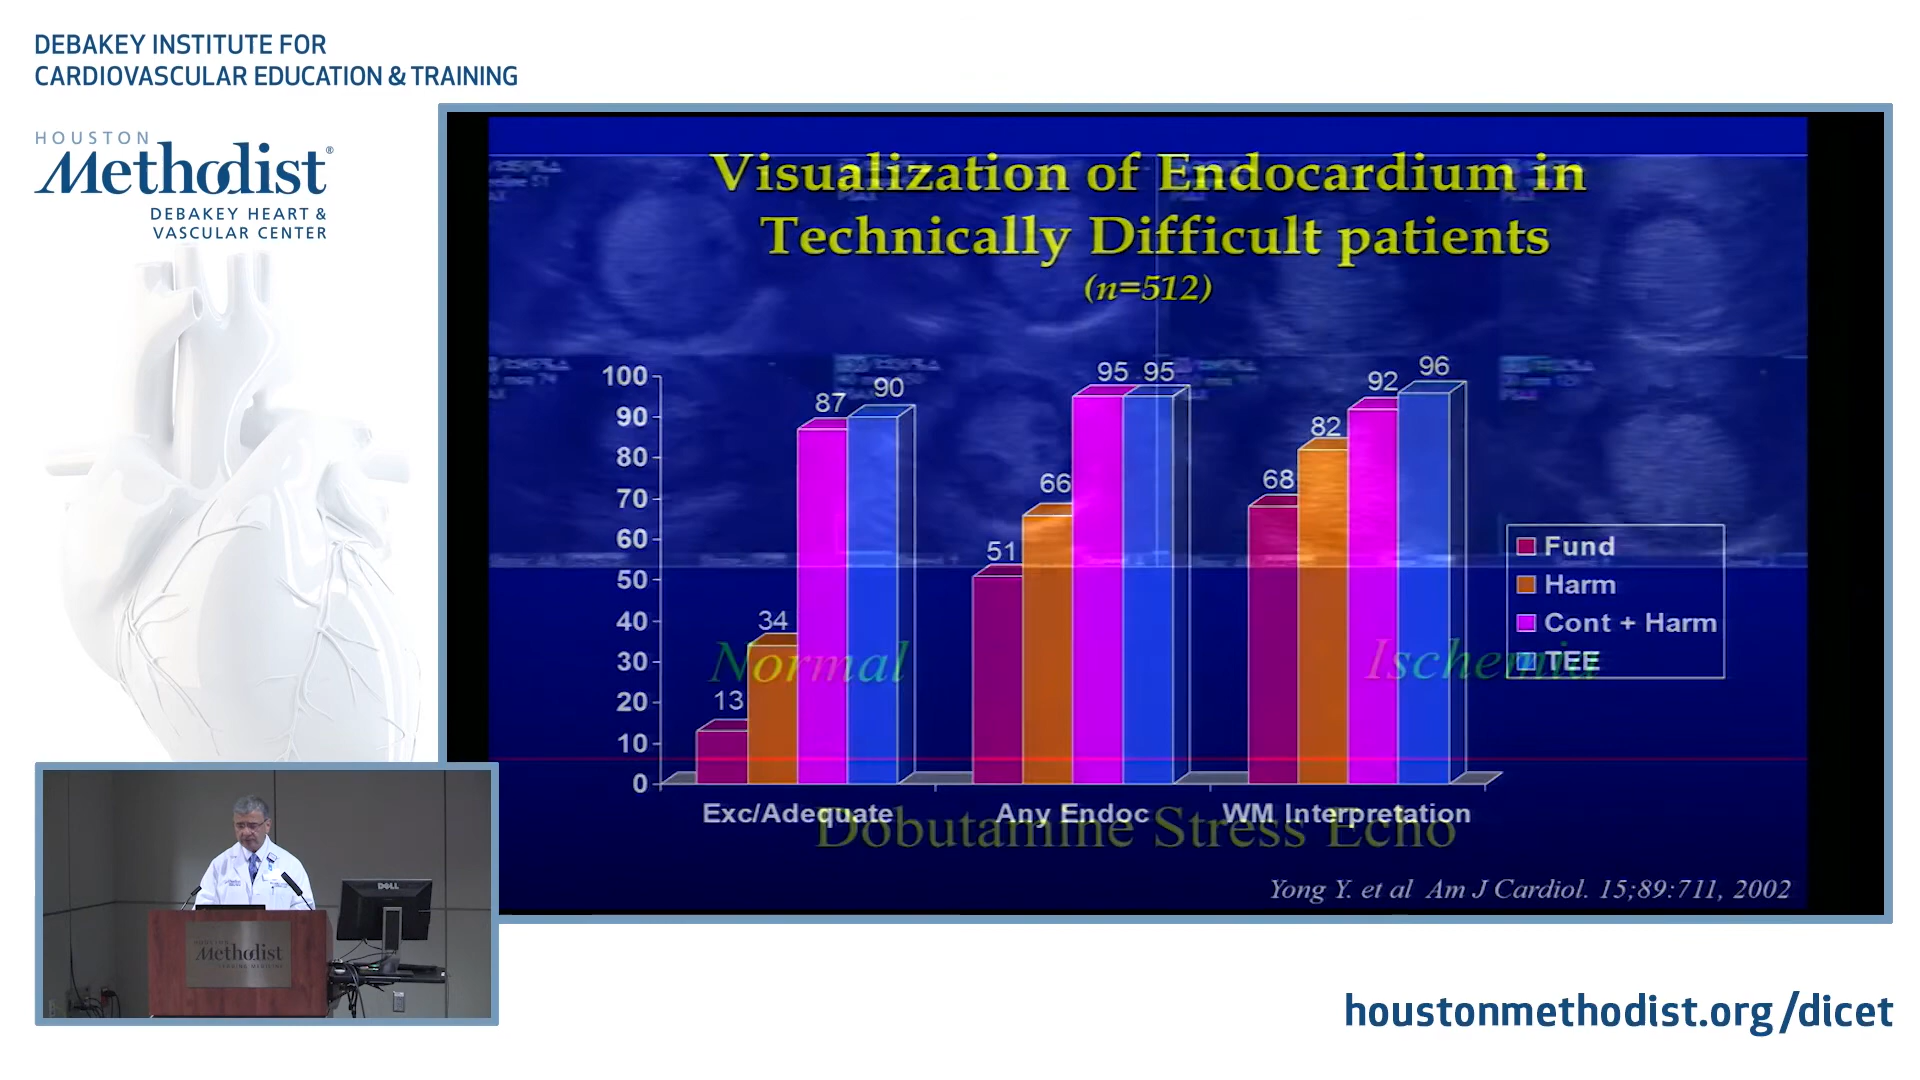 DEBAKEY INSTITUTE FOR
CARDIOVASCULAR EDUCATION & TRAINING
HOUSTON
Methodist®
DEBAKEY HEART &
VASCULAR CENTER
Visualization of Endocardium in
Technically Difficult patients
(n=512)
100
90
80
70
60
50
40
30
20
10
0
13
34
87
90
51
66
95
95
68
82
92
96
Fund
Harm
Cont + Harm
TEE
Normal
Ischemia
Exc/Adequate
Any Endoc
WM Interpretation
Dobutamine Stress Echo
Yong Y. et al Am J Cardiol. 15;89:711, 2002
DELL
Methodist
houstonmethodist.org/dicet